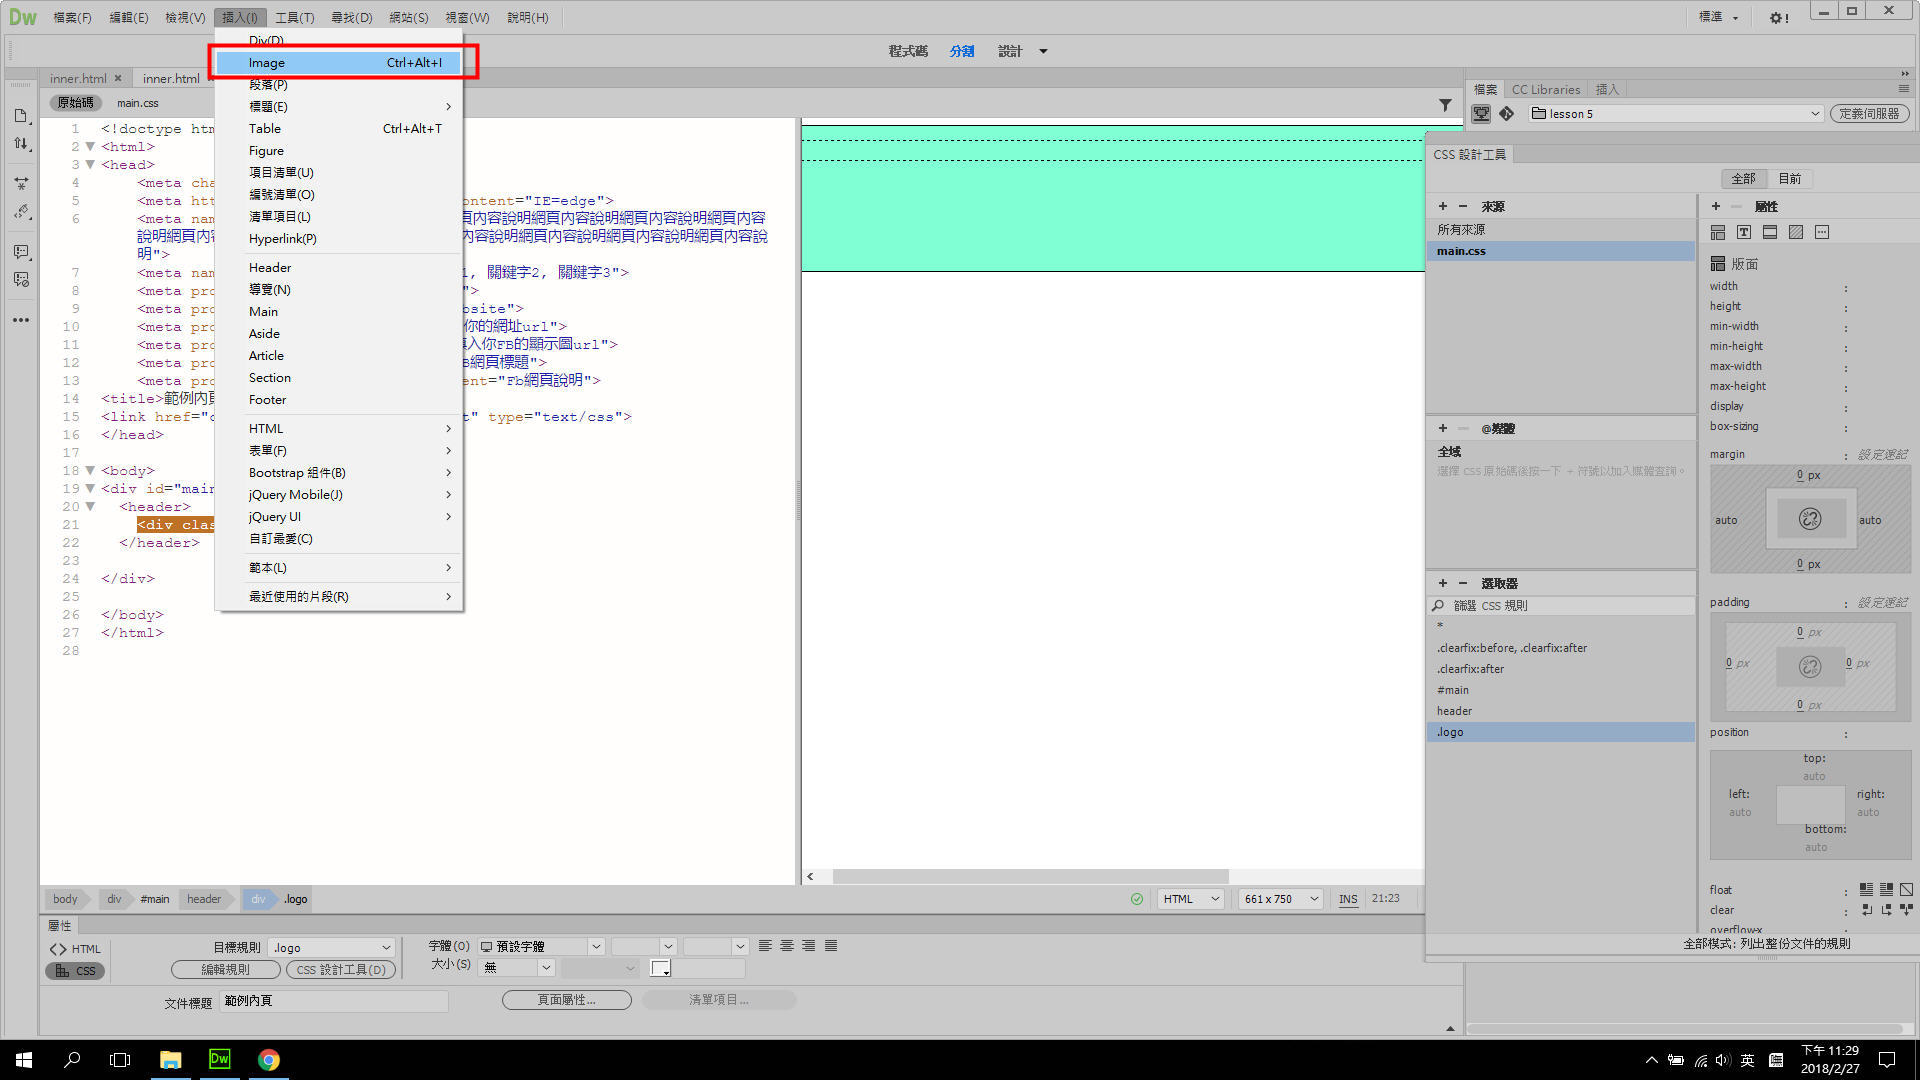 Dw 檔案(F) 編輯(E) 檢視(V) 插入(I) 工具(T) 尋找(D) 網站(S) 視窗(W) 說明(H) 標準
程式碼 分割 設計
inner.html × inner.html
原始碼 main.css
Div(D)
Image Ctrl+Alt+I
段落(P)
標題(E)
Table Ctrl+Alt+T
Figure
項目清單(U)
編號清單(O)
清單項目(L)
Hyperlink(P)
Header
導覽(N)
Main
Aside
Article
Section
Footer
HTML
表單(F)
Bootstrap 組件(B)
jQuery Mobile(J)
jQuery UI
自訂最愛(C)
範本(L)
最近使用的片段(R)
1 <!doctype htm
2 <html>
3 <head>
4 <meta cha
5 <meta htt ontent="IE=edge">
6 <meta nam 頁內容說明網頁內容說明網頁內容說明網頁內容
說明網頁內容 內容說明網頁內容說明網頁內容說明網頁內容說
明">
7 <meta nam 1, 關鍵字2, 關鍵字3">
8 <meta pro ">
9 <meta pro bsite">
10 <meta pro 你的網址url">
11 <meta pro 入你FB的顯示圖url">
12 <meta pro B網頁標題">
13 <meta pro ent="Fb網頁說明">
14 <title>範例內頁
15 <link href="c t" type="text/css">
16 </head>
17
18 <body>
19 <div id="main
20 <header>
21 <div clas
22 </header>
23
24 </div>
25
26 </body>
27 </html>
28
body div #main header div .logo HTML 661 x 750 INS 21:23
屬性
<> HTML 目標規則 .logo 字體(O) 預設字體
CSS 編輯規則 CSS 設計工具(D) 大小(S) 無
文件標題 範例內頁 頁面屬性... 清單項目...
檔案 CC Libraries 插入
lesson 5 定義伺服器
CSS 設計工具
全部 目前
+ − 來源
所有來源
main.css
+ − @媒體
全域
選擇 CSS 原始碼後按一下 + 符號以加入媒體查詢。
+ − 選取器
篩選 CSS 規則
*
.clearfix:before, .clearfix:after
.clearfix:after
#main
header
.logo
+ − 屬性
版面
width :
height :
min-width :
min-height :
max-width :
max-height :
display :
box-sizing :
margin : 設定速記
0 px
auto auto
0 px
padding : 設定速記
0 px
0 px 0 px
0 px
position :
top:
auto
left: right:
auto auto
bottom:
auto
float :
clear :
overflow-x
全部模式: 列出整份文件的規則
Dw
英
下午 11:29
2018/2/27